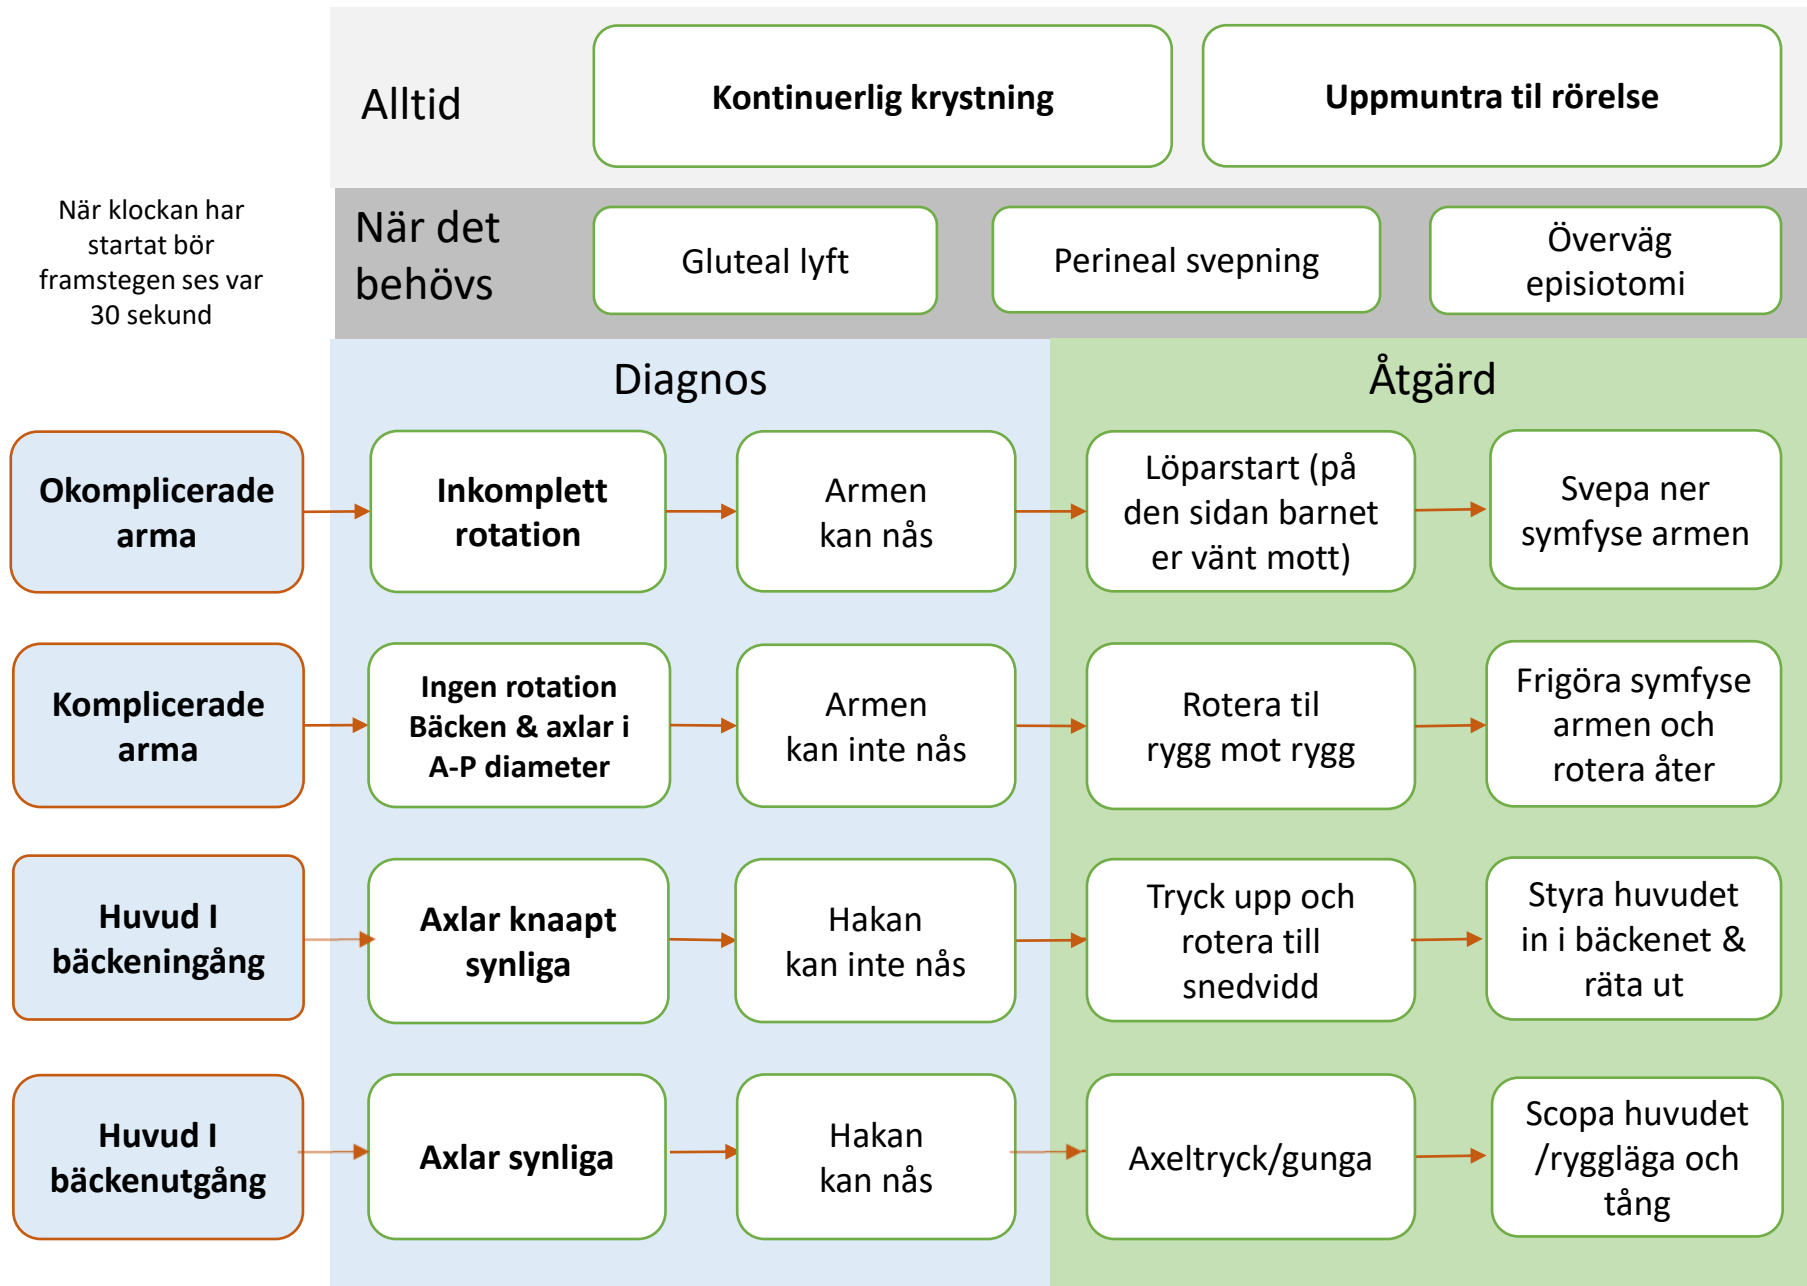 Alltid
Kontinuerlig krystning
Uppmuntra til rörelse
När klockan har
startat bör
framstegen ses var
30 sekund
När det
behövs
Gluteal lyft
Perineal svepning
Överväg
episiotomi
Diagnos
Åtgärd
Okomplicerade
arma
Inkomplett
rotation
Armen
kan nås
Löparstart (på
den sidan barnet
er vänt mott)
Svepa ner
symfyse armen
Komplicerade
arma
Ingen rotation
Bäcken & axlar i
A-P diameter
Armen
kan inte nås
Rotera til
rygg mot rygg
Frigöra symfyse
armen och
rotera åter
Huvud I
bäckeningång
Axlar knaapt
synliga
Hakan
kan inte nås
Tryck upp och
rotera till
snedvidd
Styra huvudet
in i bäckenet &
räta ut
Huvud I
bäckenutgång
Axlar synliga
Hakan
kan nås
Axeltryck/gunga
Scopa huvudet
/ryggläga och
tång